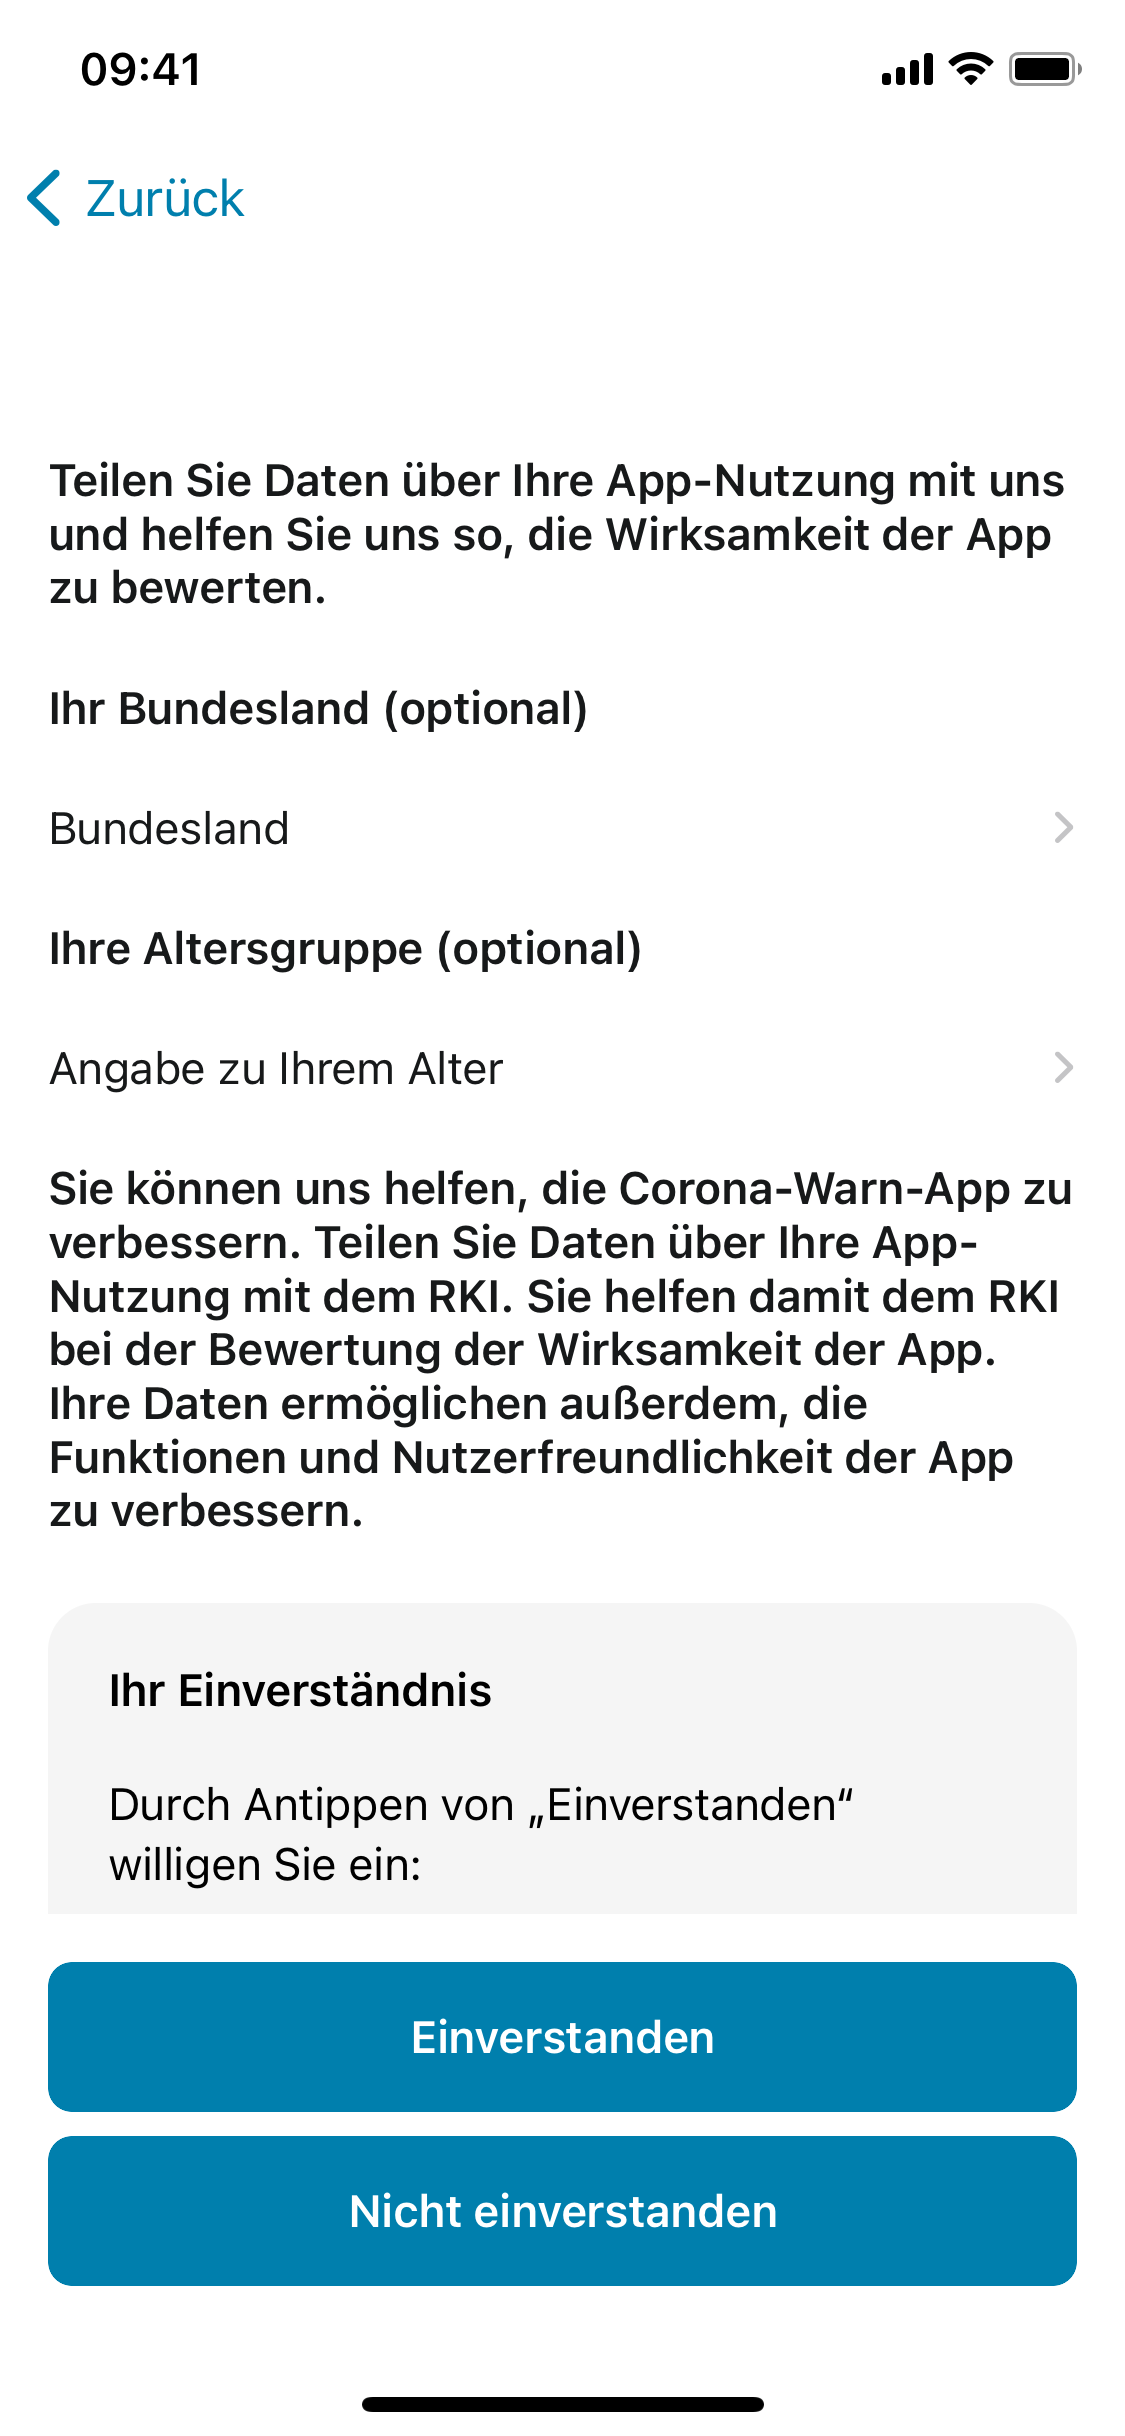 09:41
Zurück
Teilen Sie Daten über Ihre App-Nutzung mit uns
und helfen Sie uns so, die Wirksamkeit der App
zu bewerten.
Ihr Bundesland (optional)
Bundesland
Ihre Altersgruppe (optional)
Angabe zu Ihrem Alter
Sie können uns helfen, die Corona-Warn-App zu
verbessern. Teilen Sie Daten über Ihre App-
Nutzung mit dem RKI. Sie helfen damit dem RKI
bei der Bewertung der Wirksamkeit der App.
Ihre Daten ermöglichen außerdem, die
Funktionen und Nutzerfreundlichkeit der App
zu verbessern.
Ihr Einverständnis
Durch Antippen von „Einverstanden“
willigen Sie ein:
Einverstanden
Nicht einverstanden